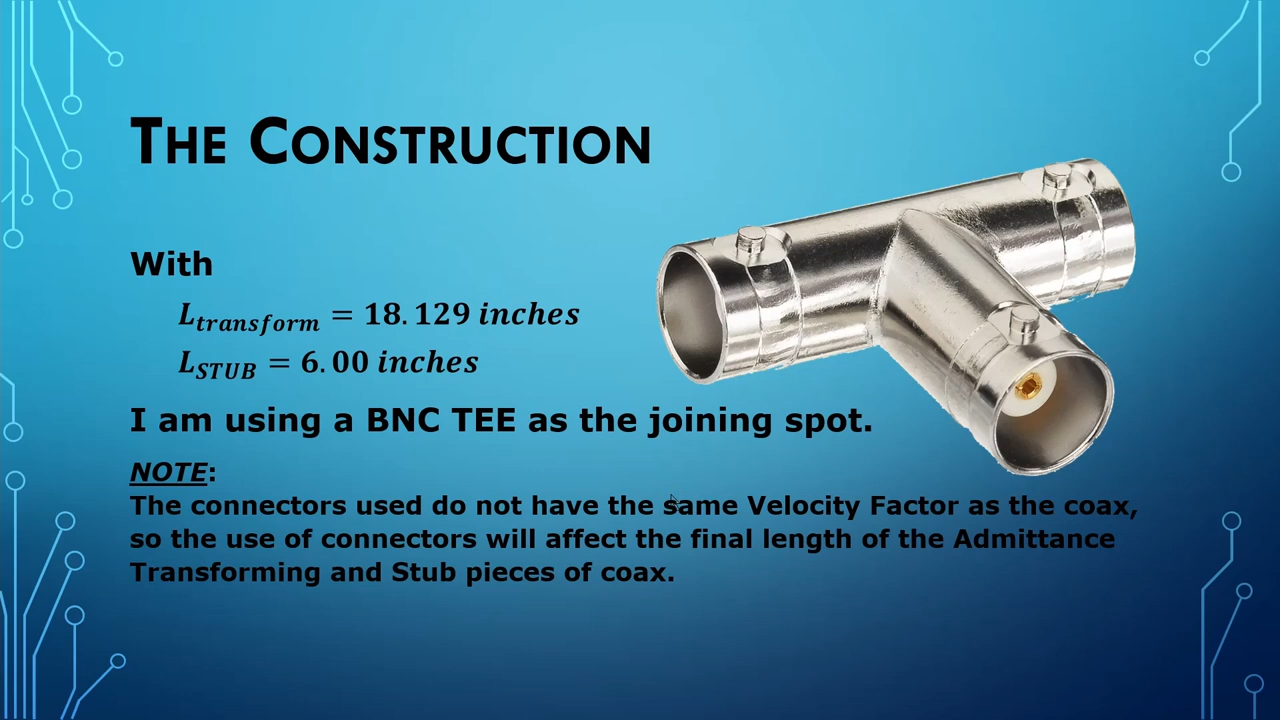 THE CONSTRUCTION
With
L_transform = 18.129 inches
L_STUB = 6.00 inches
I am using a BNC TEE as the joining spot.
NOTE:
The connectors used do not have the same Velocity Factor as the coax,
so the use of connectors will affect the final length of the Admittance
Transforming and Stub pieces of coax.